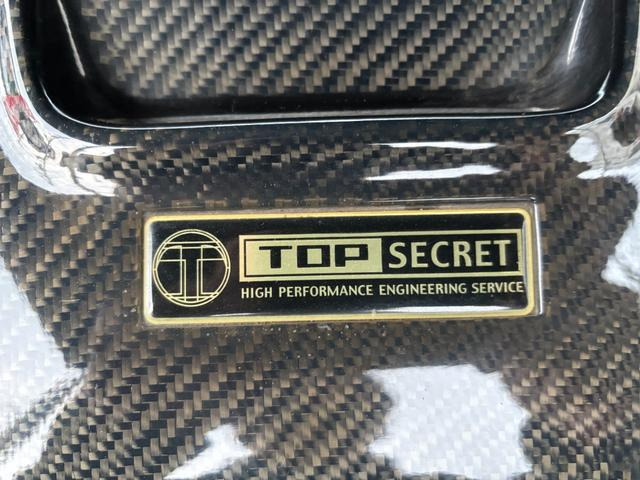 TOP SECRET
HIGH PERFORMANCE ENGINEERING SERVICE